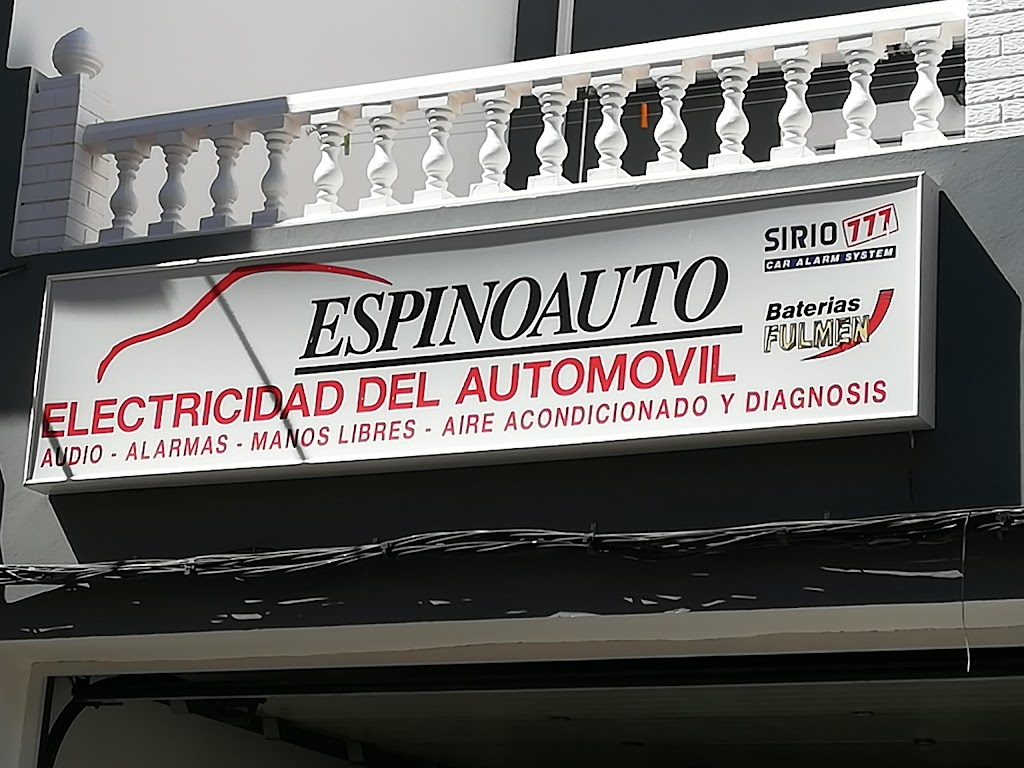 ESPINOAUTO
ELECTRICIDAD DEL AUTOMOVIL
AUDIO - ALARMAS - MANOS LIBRES - AIRE ACONDICIONADO Y DIAGNOSIS
SIRIO 777
CAR ALARM SYSTEM
Baterias
FULMEN